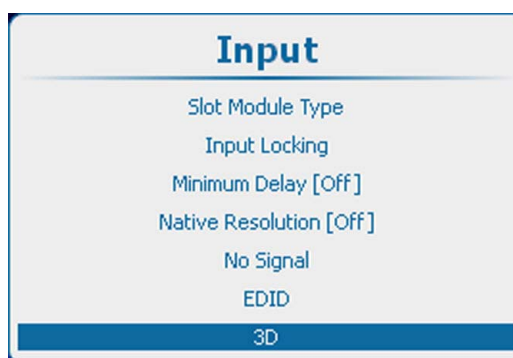 Input
Slot Module Type
Input Locking
Minimum Delay [Off]
Native Resolution [Off]
No Signal
EDID
3D